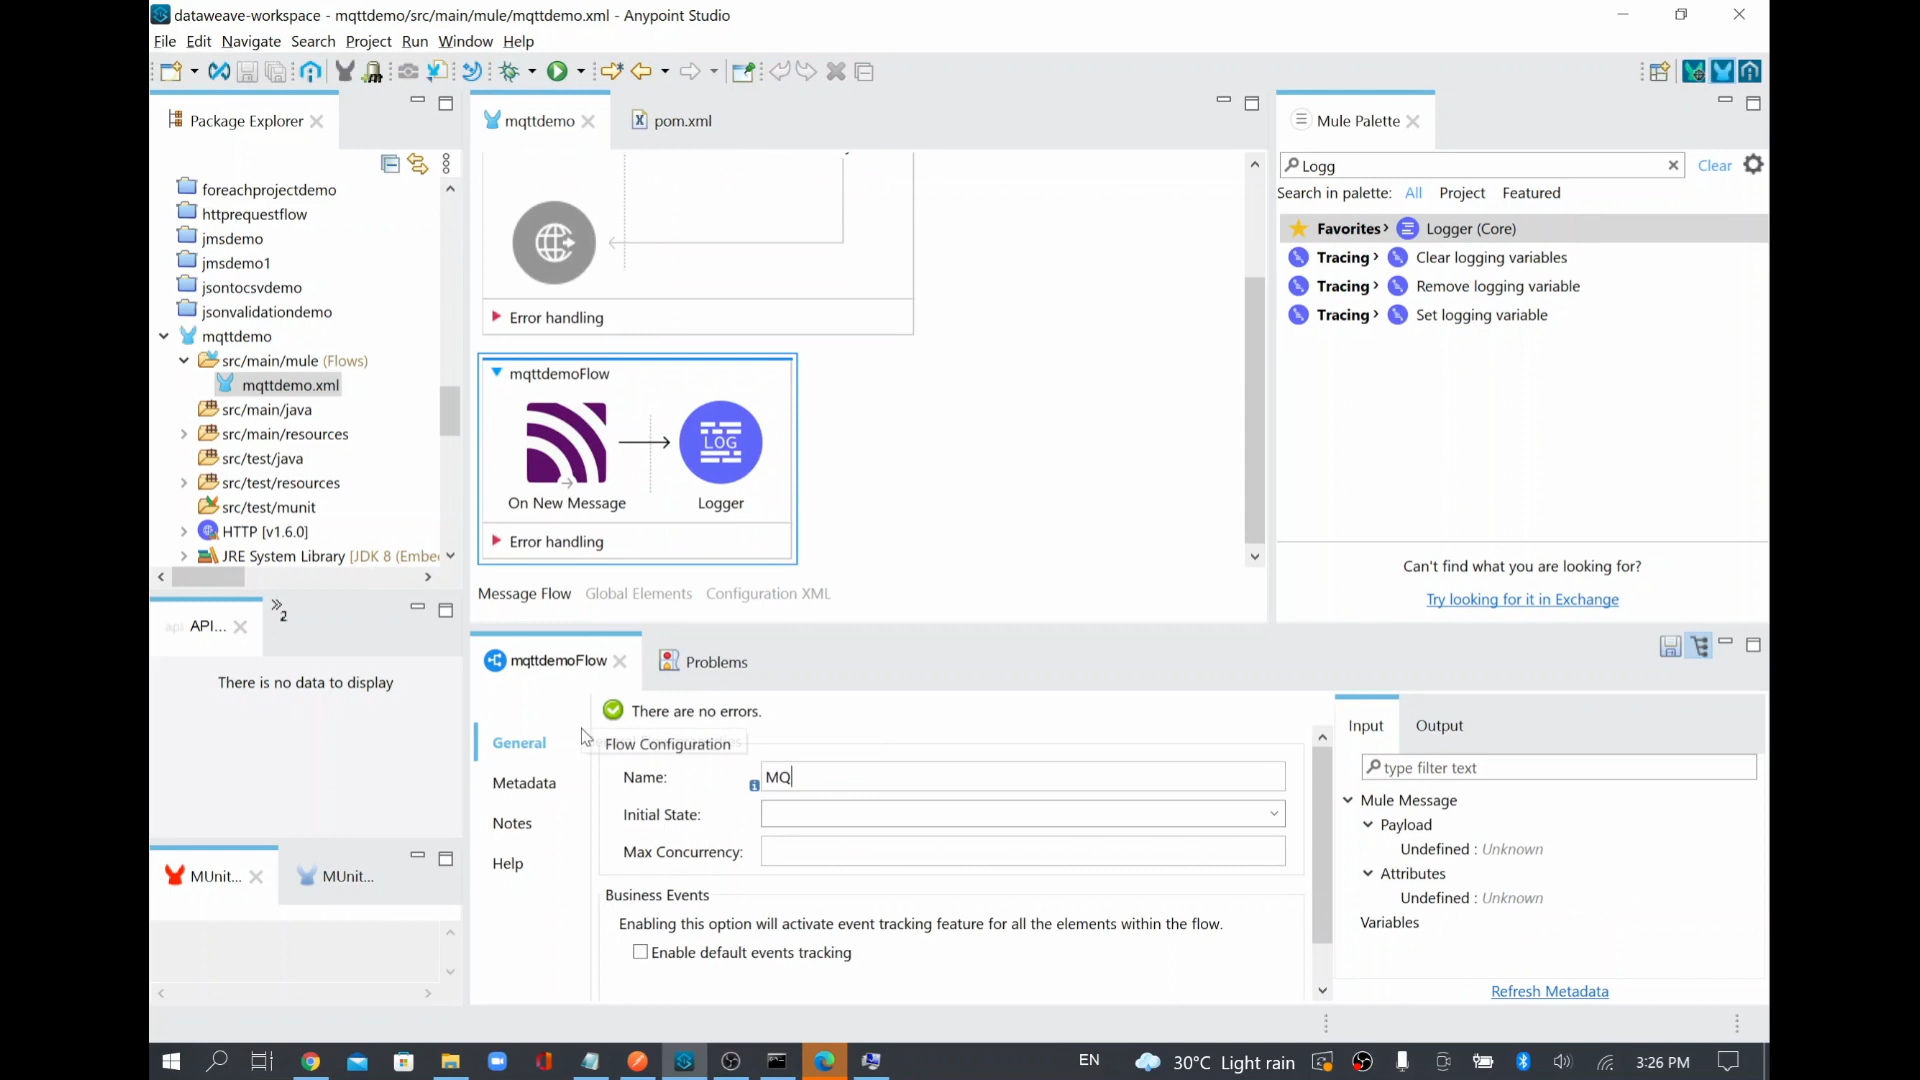 dataweave-workspace - mqttdemo/src/main/mule/mqttdemo.xml - Anypoint Studio
File Edit Navigate Search Project Run Window Help
Package Explorer
foreachprojectdemo
httprequestflow
jmsdemo
jmsdemo1
jsontocsvdemo
jsonvalidationdemo
mqttdemo
src/main/mule (Flows)
mqttdemo.xml
src/main/java
src/main/resources
src/test/java
src/test/resources
src/test/munit
HTTP [v1.6.0]
JRE System Library [JDK 8 (Embe
mqttdemo
pom.xml
Error handling
mqttdemoFlow
LOG
On New Message
Logger
Error handling
Message Flow Global Elements Configuration XML
Mule Palette
Logg
Clear
Search in palette: All Project Featured
Favorites Logger (Core)
Tracing Clear logging variables
Tracing Remove logging variable
Tracing Set logging variable
Can't find what you are looking for?
Try looking for it in Exchange
api API...
2
There is no data to display
MUnit...
MUnit...
mqttdemoFlow
Problems
There are no errors.
General
Metadata
Notes
Help
Flow Configuration
Name: MQ
Initial State:
Max Concurrency:
Business Events
Enabling this option will activate event tracking feature for all the elements within the flow.
Enable default events tracking
Input
Output
type filter text
Mule Message
Payload
Undefined : Unknown
Attributes
Undefined : Unknown
Variables
Refresh Metadata
EN
30°C Light rain
3:26 PM